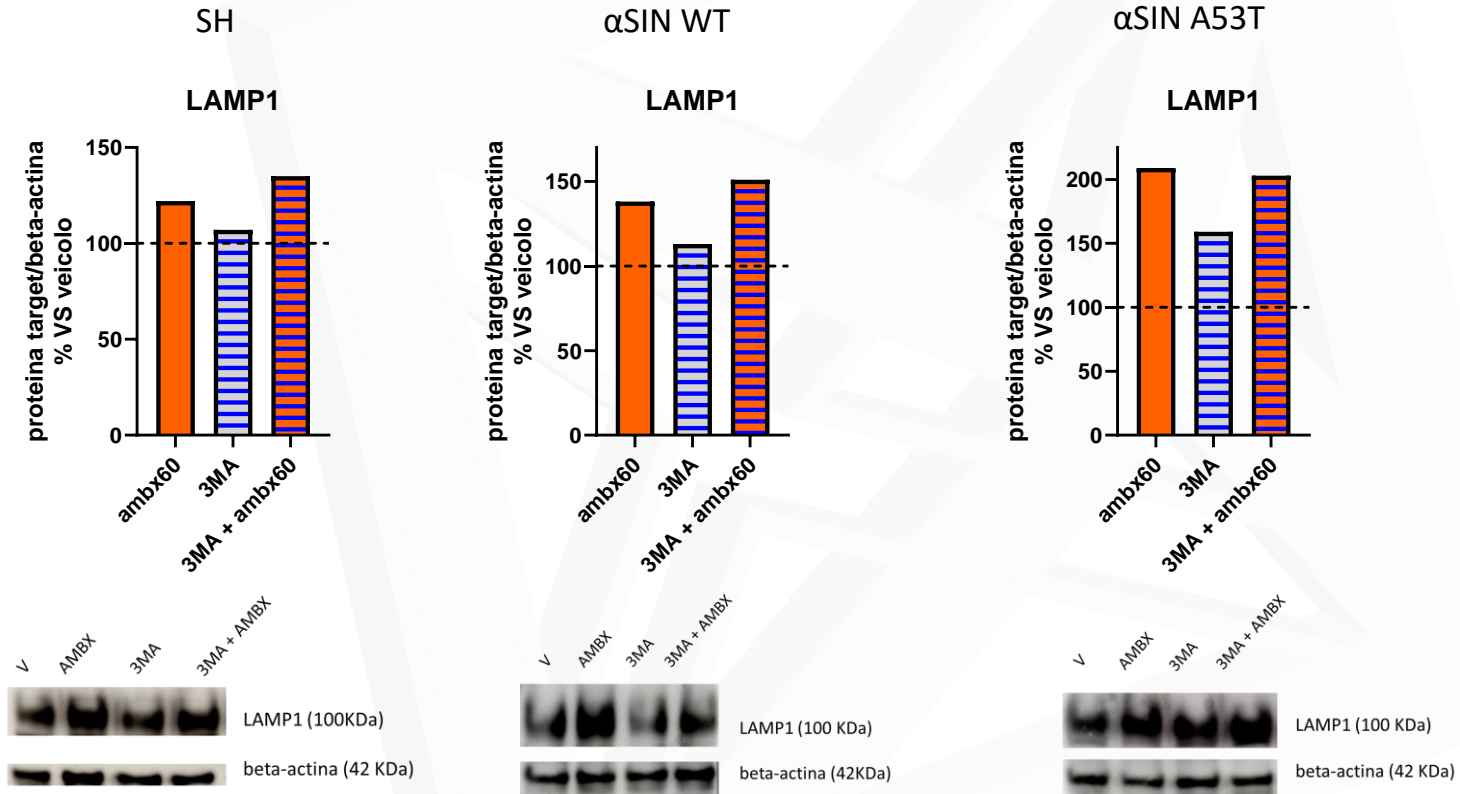 SH
LAMP1
proteina target/beta-actina
% VS veicolo
150
100
50
0
ambx60
3MA
3MA + ambx60
V
AMBX
3MA
3MA + AMBX
LAMP1 (100KDa)
beta-actina (42 KDa)
αSIN WT
LAMP1
proteina target/beta-actina
% VS veicolo
150
100
50
0
ambx60
3MA
3MA + ambx60
V
AMBX
3MA
3MA + AMBX
LAMP1 (100 KDa)
beta-actina (42KDa)
αSIN A53T
LAMP1
proteina target/beta-actina
% VS veicolo
200
150
100
50
0
ambx60
3MA
3MA + ambx60
V
AMBX
3MA
3MA + AMBX
LAMP1 (100 KDa)
beta-actina (42 KDa)